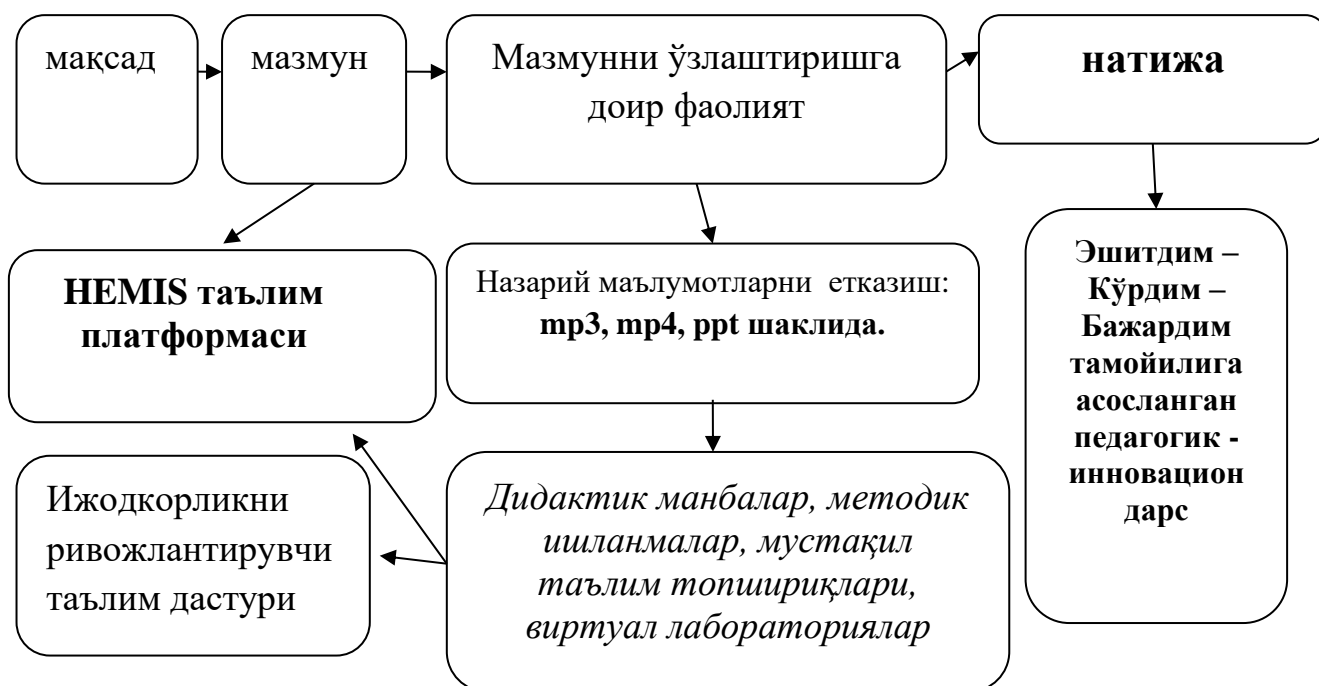 мақсад
мазмун
Мазмунни ўзлаштиришга
доир фаолият
натижа
HEMIS таълим
платформаси
Назарий маълумотларни етказиш:
mp3, mp4, ppt шаклида.
Эшитдим –
Кўрдим –
Бажардим
тамойилига
асосланган
педагогик -
инновацион
дарс
Ижодкорликни
ривожлантирувчи
таълим дастури
Дидактик манбалар, методик
ишланмалар, мустақил
таълим топшириқлари,
виртуал лабораториялар